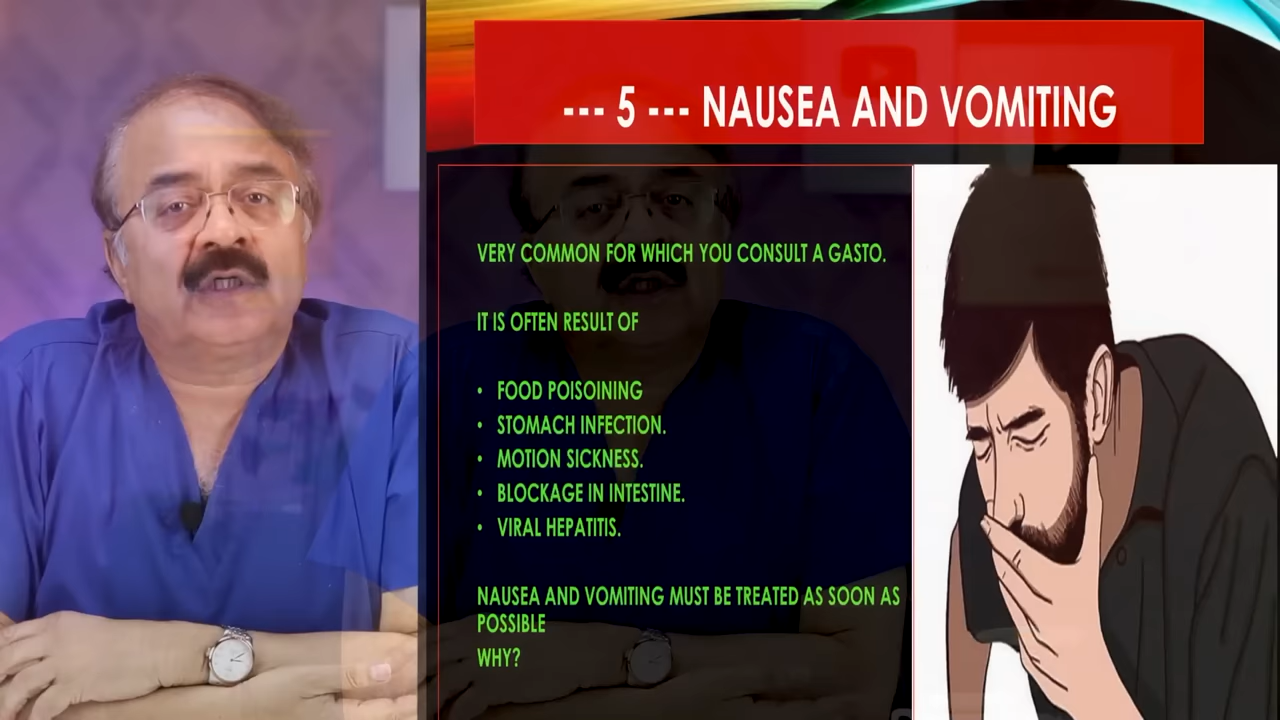 --- 5 --- NAUSEA AND VOMITING
VERY COMMON FOR WHICH YOU CONSULT A GASTO.
IT IS OFTEN RESULT OF
• FOOD POISOINING
• STOMACH INFECTION.
• MOTION SICKNESS.
• BLOCKAGE IN INTESTINE.
• VIRAL HEPATITIS.
NAUSEA AND VOMITING MUST BE TREATED AS SOON AS
POSSIBLE
WHY?